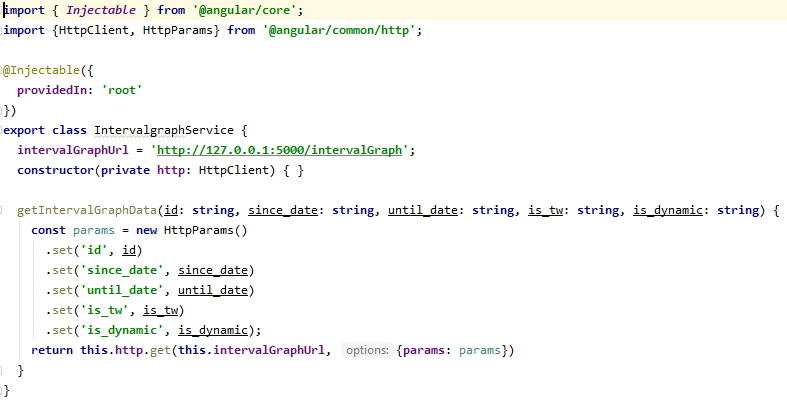 import { Injectable } from '@angular/core';
import {HttpClient, HttpParams} from '@angular/common/http';
@Injectable({
providedIn: 'root'
})
export class IntervalgraphService {
intervalGraphUrl = 'http://127.0.0.1:5000/intervalGraph';
constructor(private http: HttpClient) { }
getIntervalGraphData(id: string, since_date: string, until_date: string, is_tw: string, is_dynamic: string) {
const params = new HttpParams()
.set('id', id)
.set('since_date', since_date)
.set('until_date', until_date)
.set('is_tw', is_tw)
.set('is_dynamic', is_dynamic);
return this.http.get(this.intervalGraphUrl, options: {params: params})
}
}